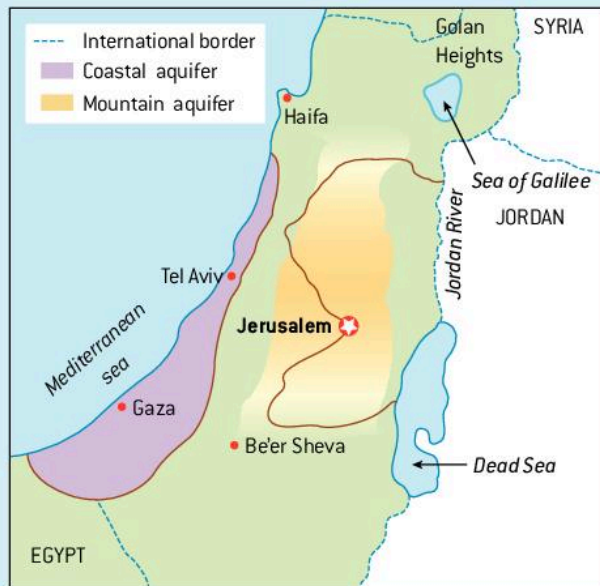 International border
Coastal aquifer
Mountain aquifer
Golan
Heights
SYRIA
Haifa
Sea of Galilee
JORDAN
Jordan River
Tel Aviv
Jerusalem
Mediterranean
sea
Gaza
Be'er Sheva
Dead Sea
EGYPT